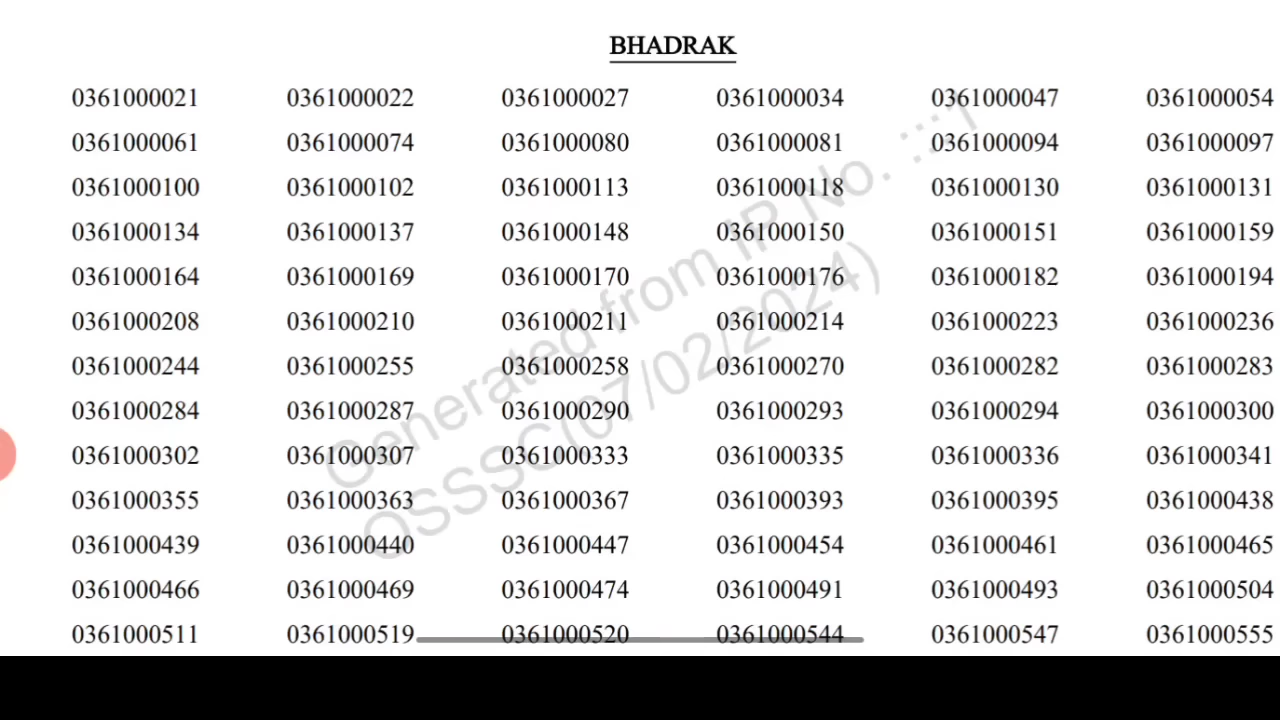 BHADRAK
0361000021 0361000022 0361000027 0361000034 0361000047 0361000054
0361000061 0361000074 0361000080 0361000081 0361000094 0361000097
0361000100 0361000102 0361000113 0361000118 0361000130 0361000131
0361000134 0361000137 0361000148 0361000150 0361000151 0361000159
0361000164 0361000169 0361000170 0361000176 0361000182 0361000194
0361000208 0361000210 0361000211 0361000214 0361000223 0361000236
0361000244 0361000255 0361000258 0361000270 0361000282 0361000283
0361000284 0361000287 0361000290 0361000293 0361000294 0361000300
0361000302 0361000307 0361000333 0361000335 0361000336 0361000341
0361000355 0361000363 0361000367 0361000393 0361000395 0361000438
0361000439 0361000440 0361000447 0361000454 0361000461 0361000465
0361000466 0361000469 0361000474 0361000491 0361000493 0361000504
0361000511 0361000519 0361000520 0361000544 0361000547 0361000555
Generated from IP No. ::::1
OSSSC(07/02/2024)